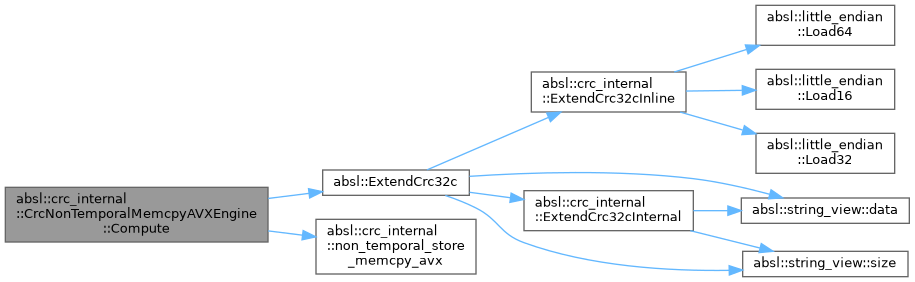 absl::crc_internal
::CrcNonTemporalMemcpyAVXEngine
::Compute
absl::ExtendCrc32c
absl::crc_internal
::non_temporal_store
_memcpy_avx
absl::crc_internal
::ExtendCrc32cInline
absl::crc_internal
::ExtendCrc32cInternal
absl::little_endian
::Load64
absl::little_endian
::Load16
absl::little_endian
::Load32
absl::string_view::data
absl::string_view::size